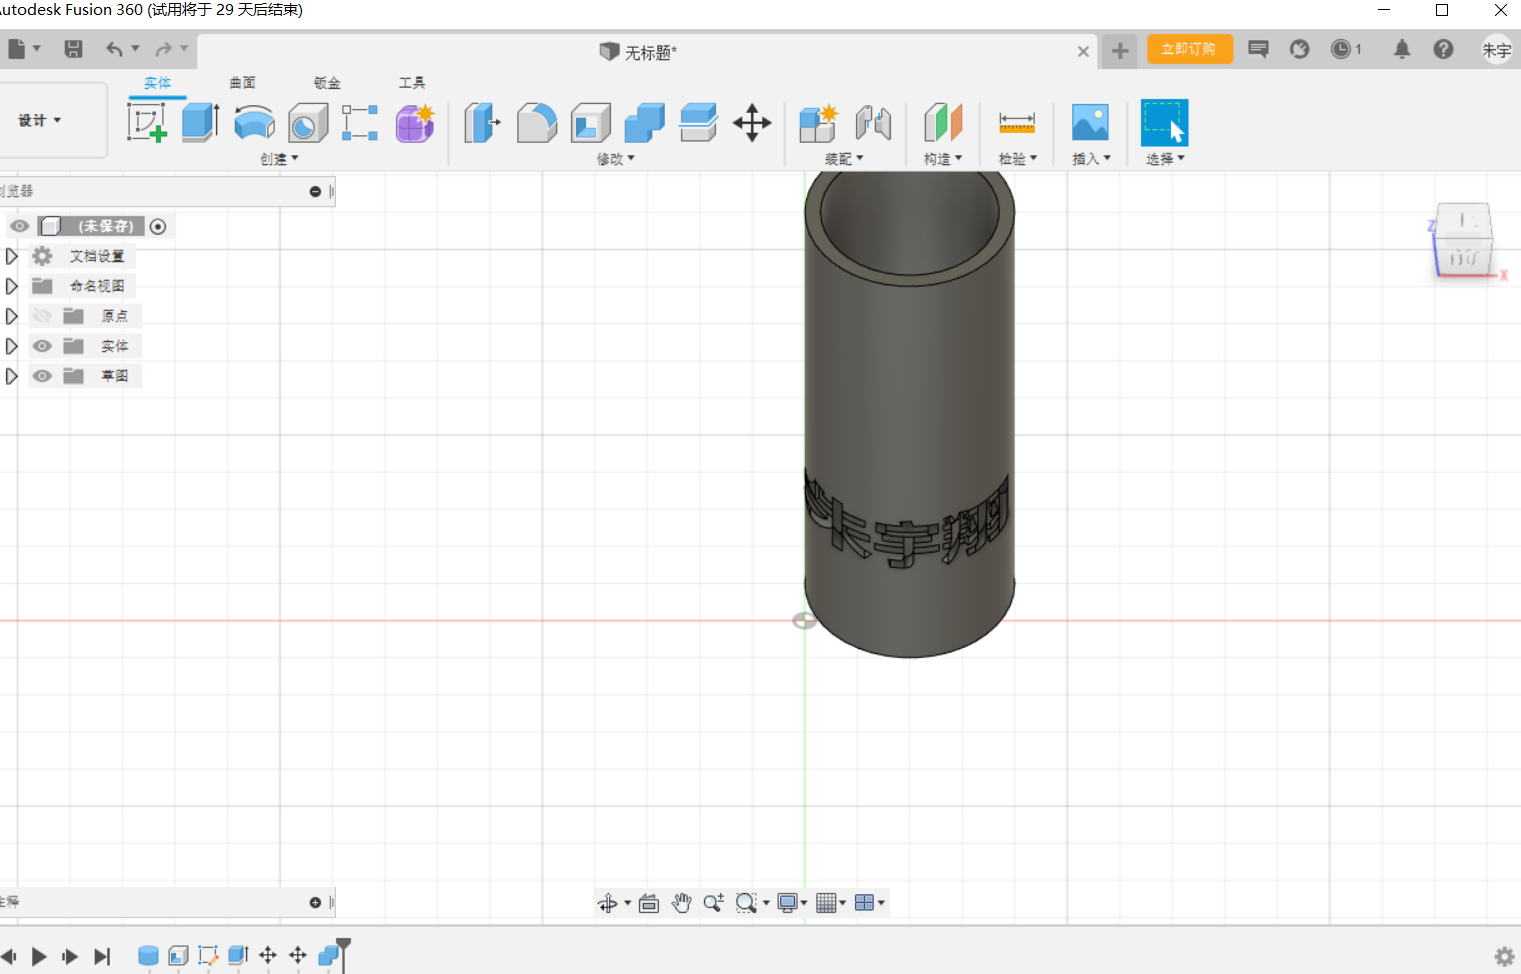 Autodesk Fusion 360 (试用将于 29 天后结束)
无标题*
立即订购
1
朱宇
实体 曲面 钣金 工具
设计
创建 修改 装配 构造 检验 插入 选择
浏览器
(未保存)
文档设置
命名视图
原点
实体
草图
上
Z
前
X
朱宇翔
注释